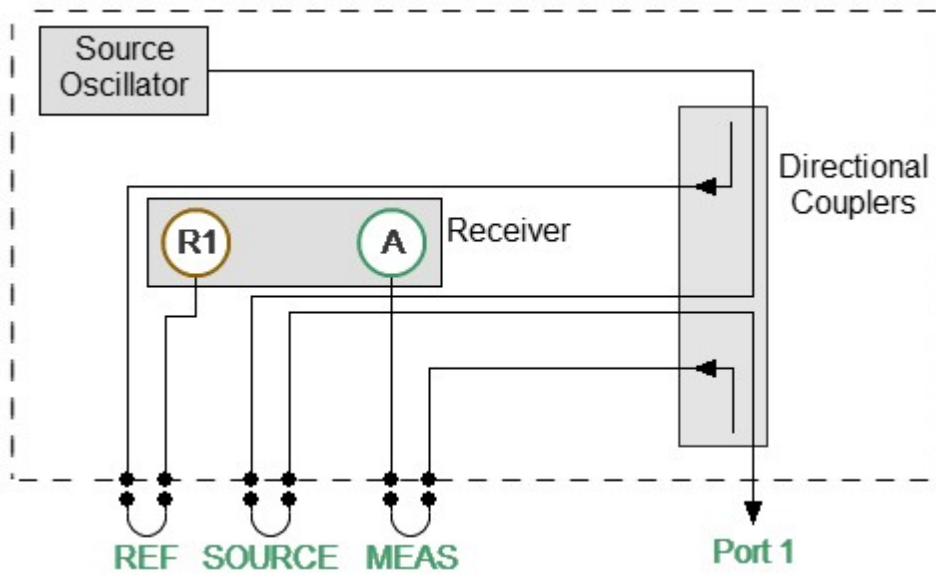 Source
Oscillator
Directional
Couplers
R1
A
Receiver
REF
SOURCE
MEAS
Port 1